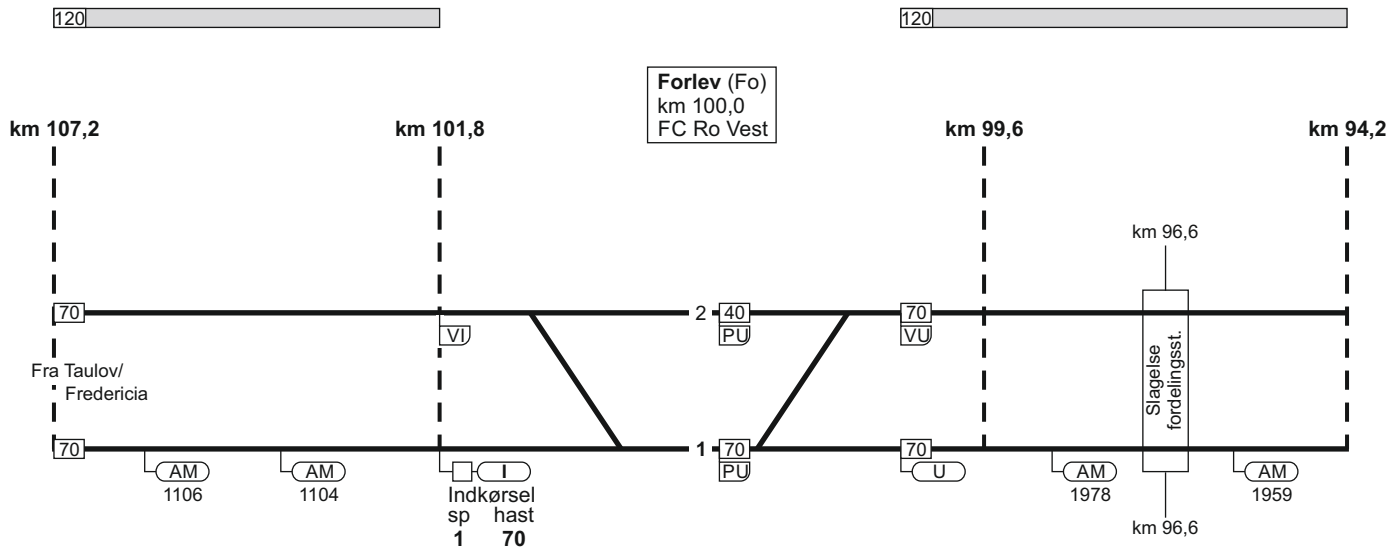 120
120
Forlev (Fo)
km 100,0
FC Ro Vest
km 107,2
km 101,8
km 99,6
km 94,2
km 96,6
70
2
40
70
VI
PU
VU
Fra Taulov/
Fredericia
Slagelse
fordelingsst.
70
1
70
70
AM
AM
I
PU
U
AM
AM
1106
1104
1978
1959
Indkørsel
sp hast
1 70
km 96,6